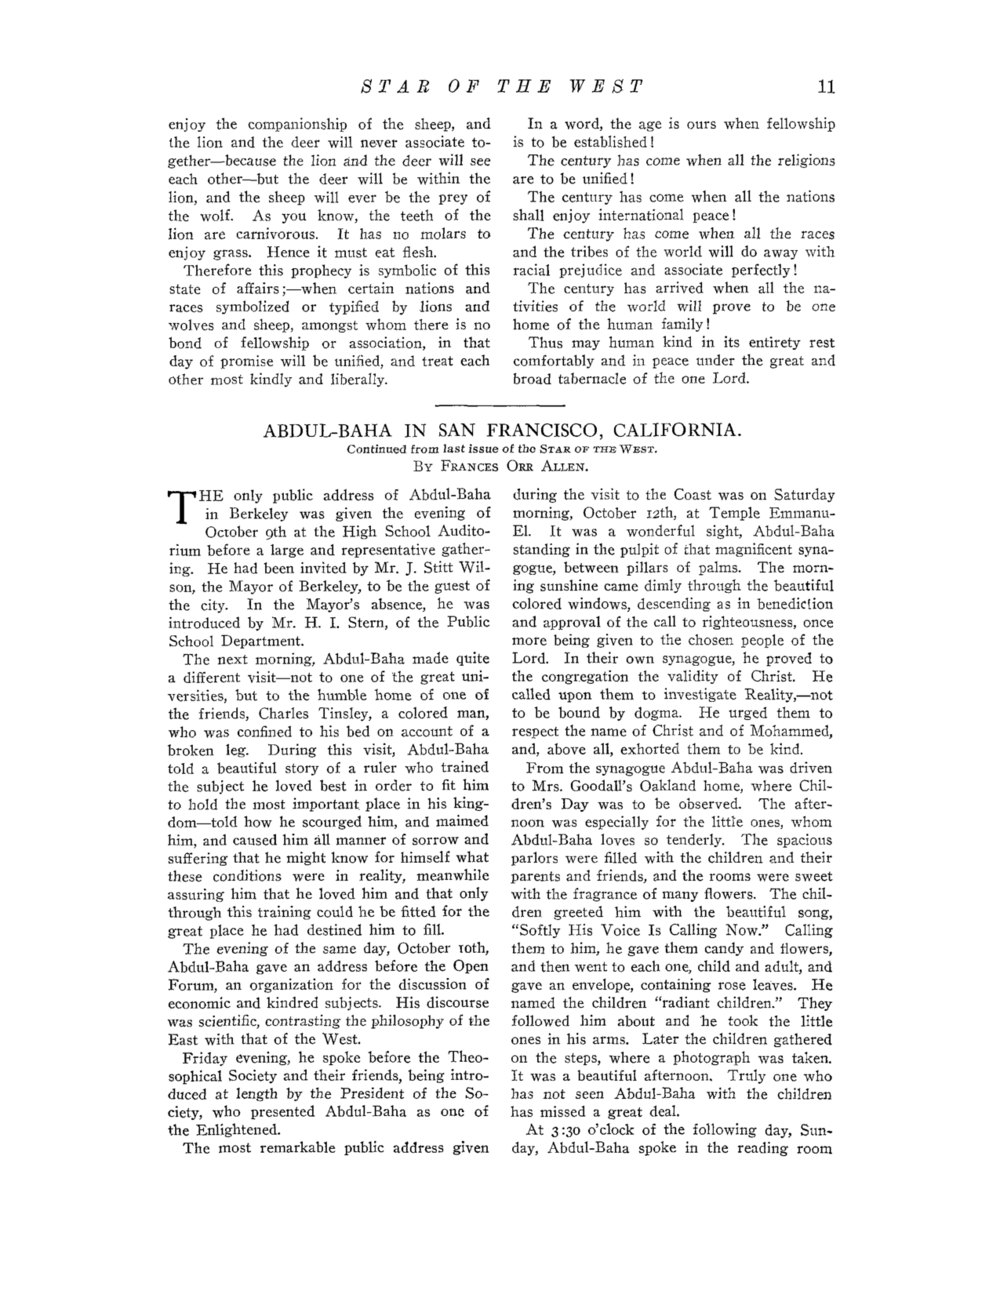 STAR OF THE WEST 11
enjoy the companionship of the sheep, and
the lion and the deer will never associate to-
gether—because the lion and the deer will see
each other—but the deer will be within the
lion, and the sheep will ever be the prey of
the wolf. As you know, the teeth of the
lion are carnivorous. It has no molars to
enjoy grass. Hence it must eat flesh.
Therefore this prophecy is symbolic of this
state of affairs;—when certain nations and
races symbolized or typified by lions and
wolves and sheep, amongst whom there is no
bond of fellowship or association, in that
day of promise will be unified, and treat each
other most kindly and liberally.
In a word, the age is ours when fellowship
is to be established!
The century has come when all the religions
are to be unified!
The century has come when all the nations
shall enjoy international peace!
The century has come when all the races
and the tribes of the world will do away with
racial prejudice and associate perfectly!
The century has arrived when all the na-
tivities of the world will prove to be one
home of the human family!
Thus may human kind in its entirety rest
comfortably and in peace under the great and
broad tabernacle of the one Lord.
ABDUL-BAHA IN SAN FRANCISCO, CALIFORNIA.
Continued from last issue of the STAR OF THE WEST.
BY FRANCES ORR ALLEN.
THE only public address of Abdul-Baha
in Berkeley was given the evening of
October 9th at the High School Audito-
rium before a large and representative gather-
ing. He had been invited by Mr. J. Stitt Wil-
son, the Mayor of Berkeley, to be the guest of
the city. In the Mayor's absence, he was
introduced by Mr. H. I. Stern, of the Public
School Department.
The next morning, Abdul-Baha made quite
a different visit—not to one of the great uni-
versities, but to the humble home of one of
the friends, Charles Tinsley, a colored man,
who was confined to his bed on account of a
broken leg. During this visit, Abdul-Baha
told a beautiful story of a ruler who trained
the subject he loved best in order to fit him
to hold the most important place in his king-
dom—told how he scourged him, and maimed
him, and caused him all manner of sorrow and
suffering that he might know for himself what
these conditions were in reality, meanwhile
assuring him that he loved him and that only
through this training could he be fitted for the
great place he had destined him to fill.
The evening of the same day, October 10th,
Abdul-Baha gave an address before the Open
Forum, an organization for the discussion of
economic and kindred subjects. His discourse
was scientific, contrasting the philosophy of the
East with that of the West.
Friday evening, he spoke before the Theo-
sophical Society and their friends, being intro-
duced at length by the President of the So-
ciety, who presented Abdul-Baha as one of
the Enlightened.
The most remarkable public address given
during the visit to the Coast was on Saturday
morning, October 12th, at Temple Emmanu-
El. It was a wonderful sight, Abdul-Baha
standing in the pulpit of that magnificent syna-
gogue, between pillars of palms. The morn-
ing sunshine came dimly through the beautiful
colored windows, descending as in benediction
and approval of the call to righteousness, once
more being given to the chosen people of the
Lord. In their own synagogue, he proved to
the congregation the validity of Christ. He
called upon them to investigate Reality,—not
to be bound by dogma. He urged them to
respect the name of Christ and of Mohammed,
and, above all, exhorted them to be kind.
From the synagogue Abdul-Baha was driven
to Mrs. Goodall's Oakland home, where Chil-
dren's Day was to be observed. The after-
noon was especially for the little ones, whom
Abdul-Baha loves so tenderly. The spacious
parlors were filled with the children and their
parents and friends, and the rooms were sweet
with the fragrance of many flowers. The chil-
dren greeted him with the beautiful song,
"Softly His Voice Is Calling Now." Calling
them to him, he gave them candy and flowers,
and then went to each one, child and adult, and
gave an envelope, containing rose leaves. He
named the children "radiant children." They
followed him about and he took the little
ones in his arms. Later the children gathered
on the steps, where a photograph was taken.
It was a beautiful afternoon. Truly one who
has not seen Abdul-Baha with the children
has missed a great deal.
At 3:30 o'clock of the following day, Sun-
day, Abdul-Baha spoke in the reading room